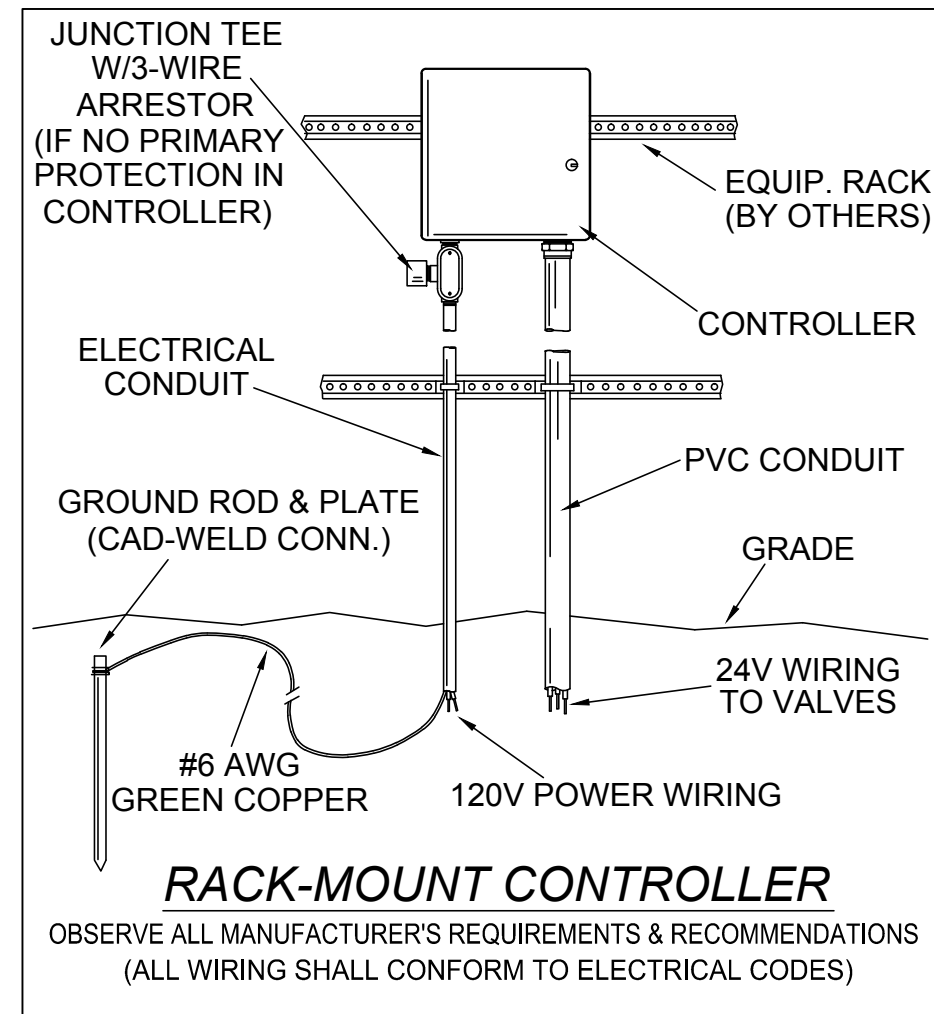 JUNCTION TEE
W/3-WIRE
ARRESTOR
(IF NO PRIMARY
PROTECTION IN
CONTROLLER)
EQUIP. RACK
(BY OTHERS)
CONTROLLER
ELECTRICAL
CONDUIT
PVC CONDUIT
GROUND ROD & PLATE
(CAD-WELD CONN.)
GRADE
24V WIRING
TO VALVES
#6 AWG
GREEN COPPER
120V POWER WIRING
RACK-MOUNT CONTROLLER
OBSERVE ALL MANUFACTURER'S REQUIREMENTS & RECOMMENDATIONS
(ALL WIRING SHALL CONFORM TO ELECTRICAL CODES)